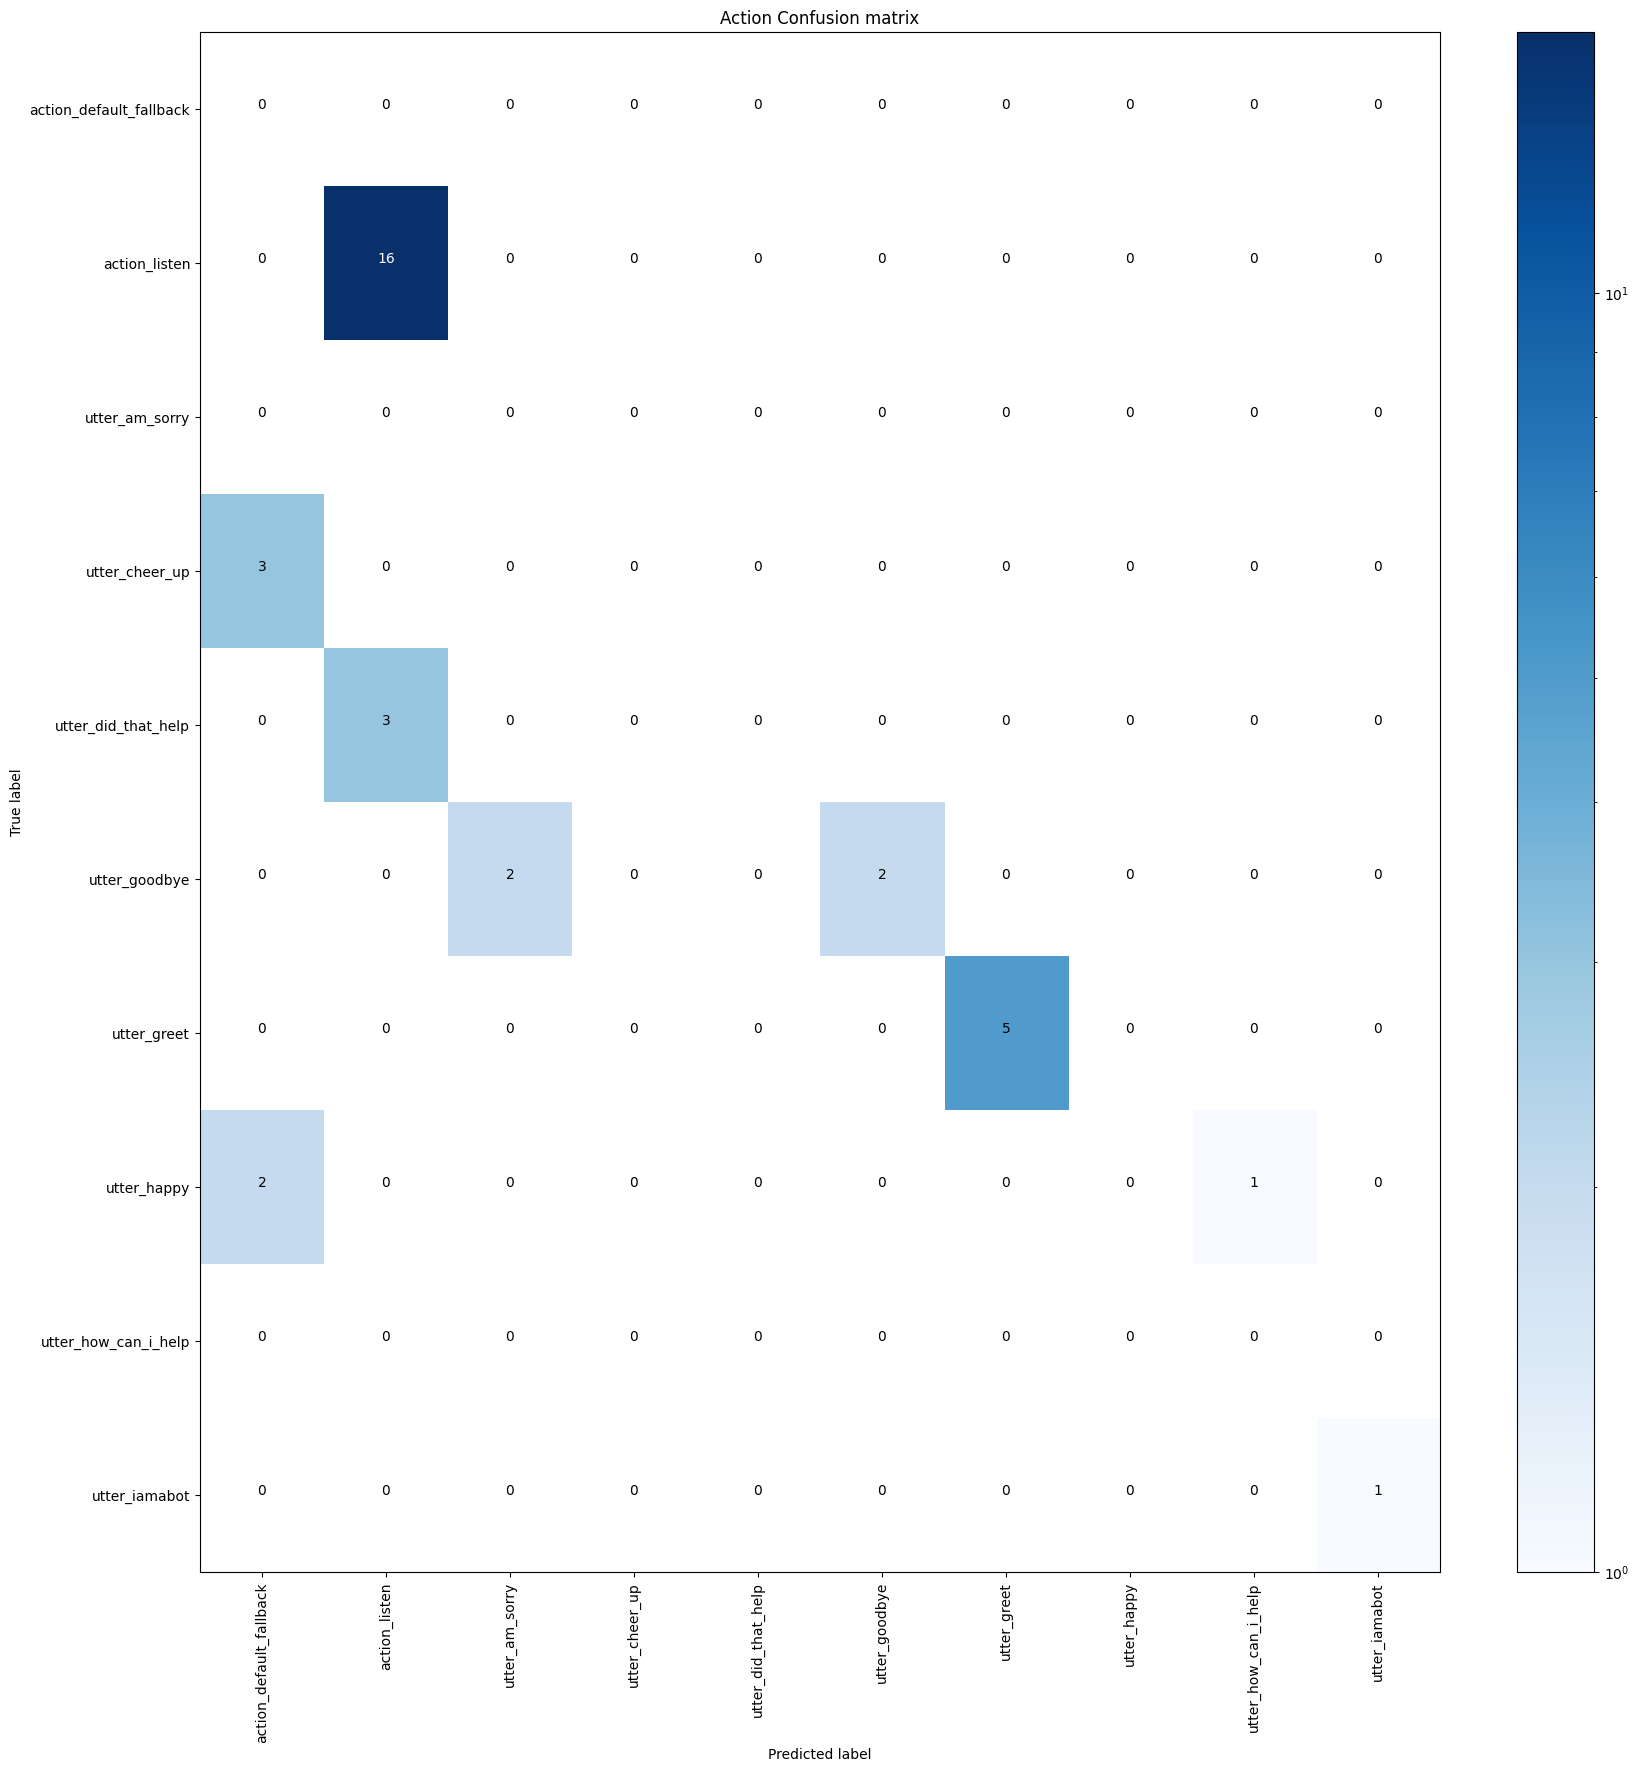 Action Confusion matrix
True label
action_default_fallback 0 0 0 0 0 0 0 0 0 0
action_listen 0 16 0 0 0 0 0 0 0 0
utter_am_sorry 0 0 0 0 0 0 0 0 0 0
utter_cheer_up 3 0 0 0 0 0 0 0 0 0
utter_did_that_help 0 3 0 0 0 0 0 0 0 0
utter_goodbye 0 0 2 0 0 2 0 0 0 0
utter_greet 0 0 0 0 0 0 5 0 0 0
utter_happy 2 0 0 0 0 0 0 0 1 0
utter_how_can_i_help 0 0 0 0 0 0 0 0 0 0
utter_iamabot 0 0 0 0 0 0 0 0 0 1
action_default_fallback
action_listen
utter_am_sorry
utter_cheer_up
utter_did_that_help
utter_goodbye
utter_greet
utter_happy
utter_how_can_i_help
utter_iamabot
Predicted label
10¹
10⁰